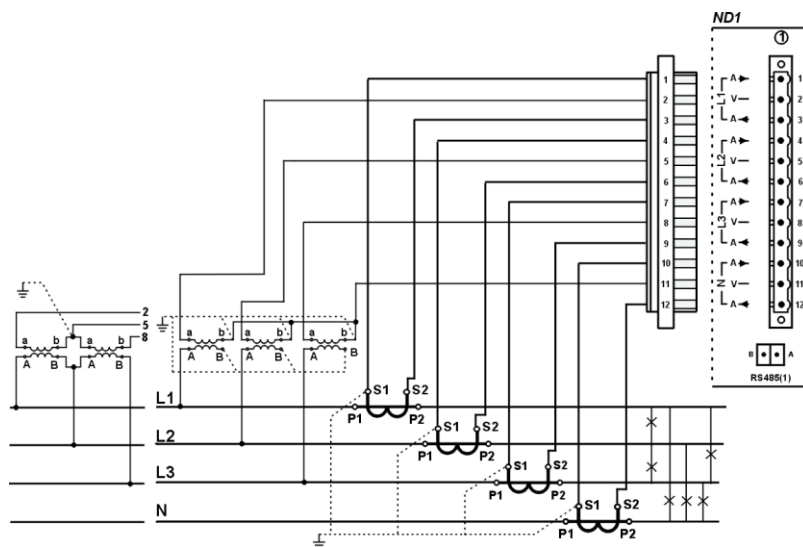 ND1
1
1
2
3
4
5
6
7
8
9
10
11
12
L1
A
V
A
L2
A
V
A
L3
A
V
A
N
A
V
A
1
2
3
4
5
6
7
8
9
10
11
12
B A
RS485(1)
2
5
8
a b a b
A B A B
a b a b a b
A B A B A B
L1
S1 S2
P1 P2
L2
S1 S2
P1 P2
L3
S1 S2
P1 P2
N
S1 S2
P1 P2